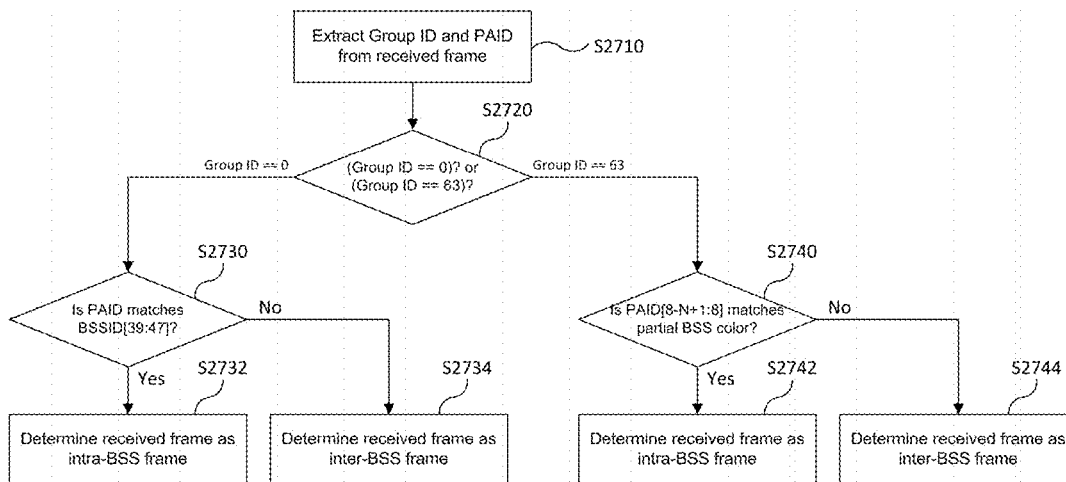 Extract Group ID and PAID
from received frame
S2710
S2720
Group ID == 0
(Group ID == 0)? or
(Group ID == 63)?
Group ID == 63
S2730
Is PAID matches
BSSID[39:47]?
No
Yes
S2740
Is PAID[8-N+1:8] matches
partial BSS color?
No
Yes
S2732
Determine received frame as
intra-BSS frame
S2734
Determine received frame as
inter-BSS frame
S2742
Determine received frame as
intra-BSS frame
S2744
Determine received frame as
inter-BSS frame